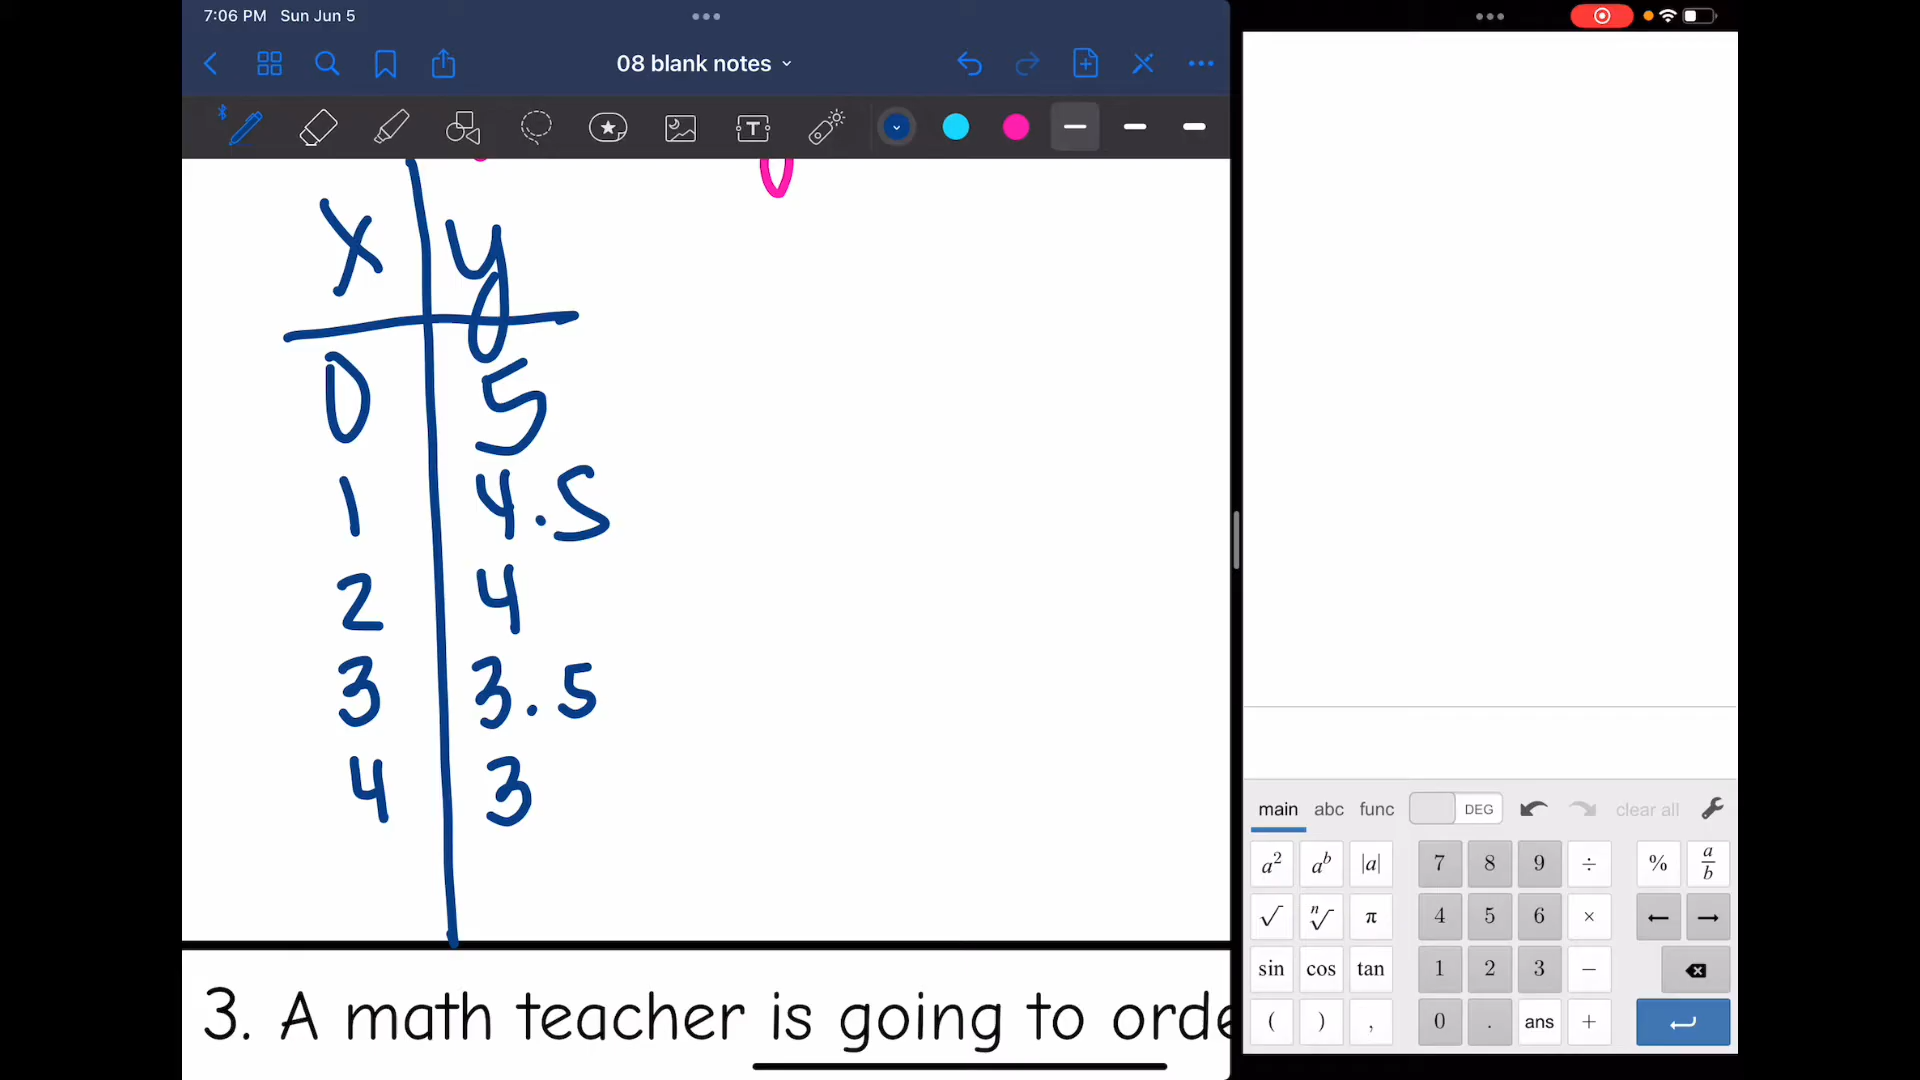 7:06 PM Sun Jun 5
08 blank notes
T
x y
0 5
1 4.5
2 4
3 3.5
4 3
3. A math teacher is going to orde
main abc func DEG clear all
a² aᵇ |a| 7 8 9 ÷ % a/b
√ ⁿ√ π 4 5 6 × ← →
sin cos tan 1 2 3 −
( ) , 0 . ans +